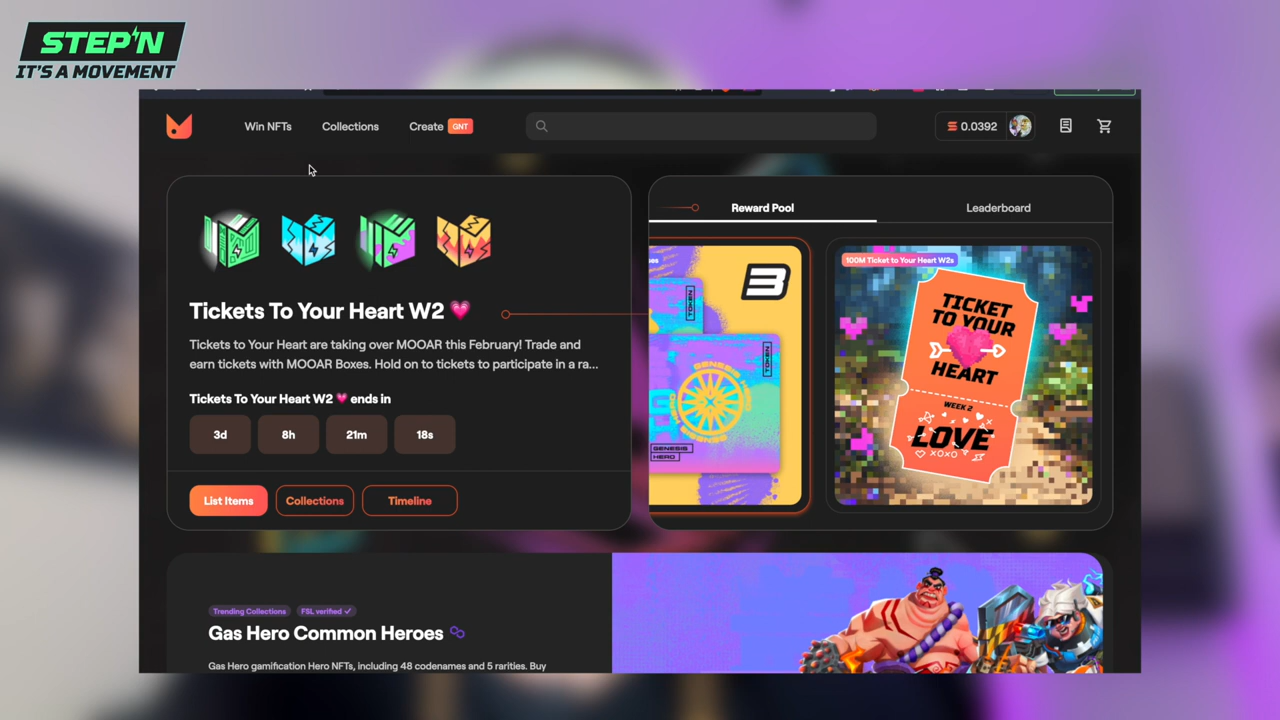 STEP'N
IT'S A MOVEMENT
Win NFTs
Collections
Create GNT
0.0392
Tickets To Your Heart W2 💗
Tickets to Your Heart are taking over MOOAR this February! Trade and
earn tickets with MOOAR Boxes. Hold on to tickets to participate in a ra...
Tickets To Your Heart W2 💗 ends in
3d
8h
21m
18s
List Items
Collections
Timeline
Reward Pool
Leaderboard
3
GENESIS HERO
GENESIS
HERO
100M Ticket to Your Heart W2s
TICKET
TO YOUR
HEART
WEEK 2
LOVE
XOXO
Trending Collections
FSL verified ✓
Gas Hero Common Heroes
Gas Hero gamification Hero NFTs, including 48 codenames and 5 rarities. Buy